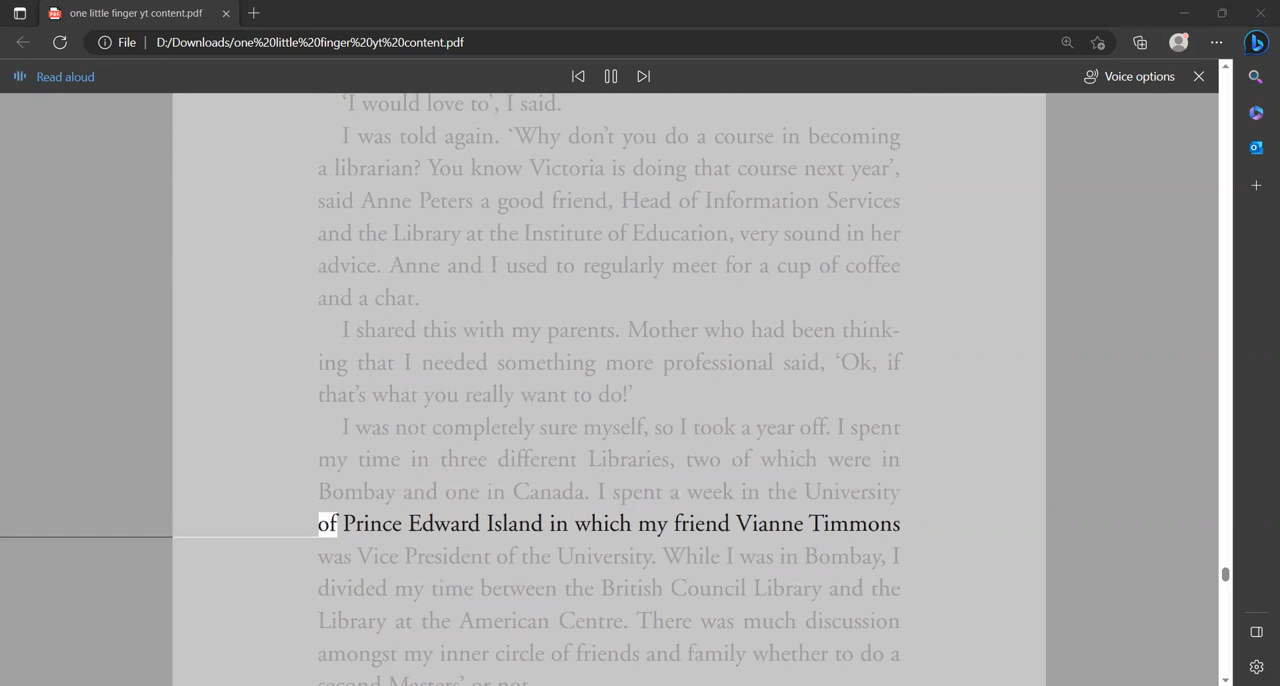 one little finger yt content.pdf
File
D:/Downloads/one%20little%20finger%20yt%20content.pdf
Read aloud
Voice options
‘I would love to’, I said.
I was told again. ‘Why don’t you do a course in becoming
a librarian? You know Victoria is doing that course next year’,
said Anne Peters a good friend, Head of Information Services
and the Library at the Institute of Education, very sound in her
advice. Anne and I used to regularly meet for a cup of coffee
and a chat.
I shared this with my parents. Mother who had been think-
ing that I needed something more professional said, ‘Ok, if
that’s what you really want to do!’
I was not completely sure myself, so I took a year off. I spent
my time in three different Libraries, two of which were in
Bombay and one in Canada. I spent a week in the University
of Prince Edward Island in which my friend Vianne Timmons
was Vice President of the University. While I was in Bombay, I
divided my time between the British Council Library and the
Library at the American Centre. There was much discussion
amongst my inner circle of friends and family whether to do a
second Masters’ or not.